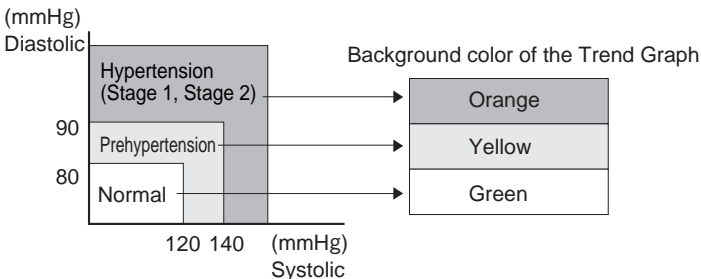 (mmHg)
Diastolic
Background color of the Trend Graph
Hypertension
(Stage 1, Stage 2)
Orange
90
Prehypertension
Yellow
80
Normal
Green
120 140 (mmHg)
Systolic